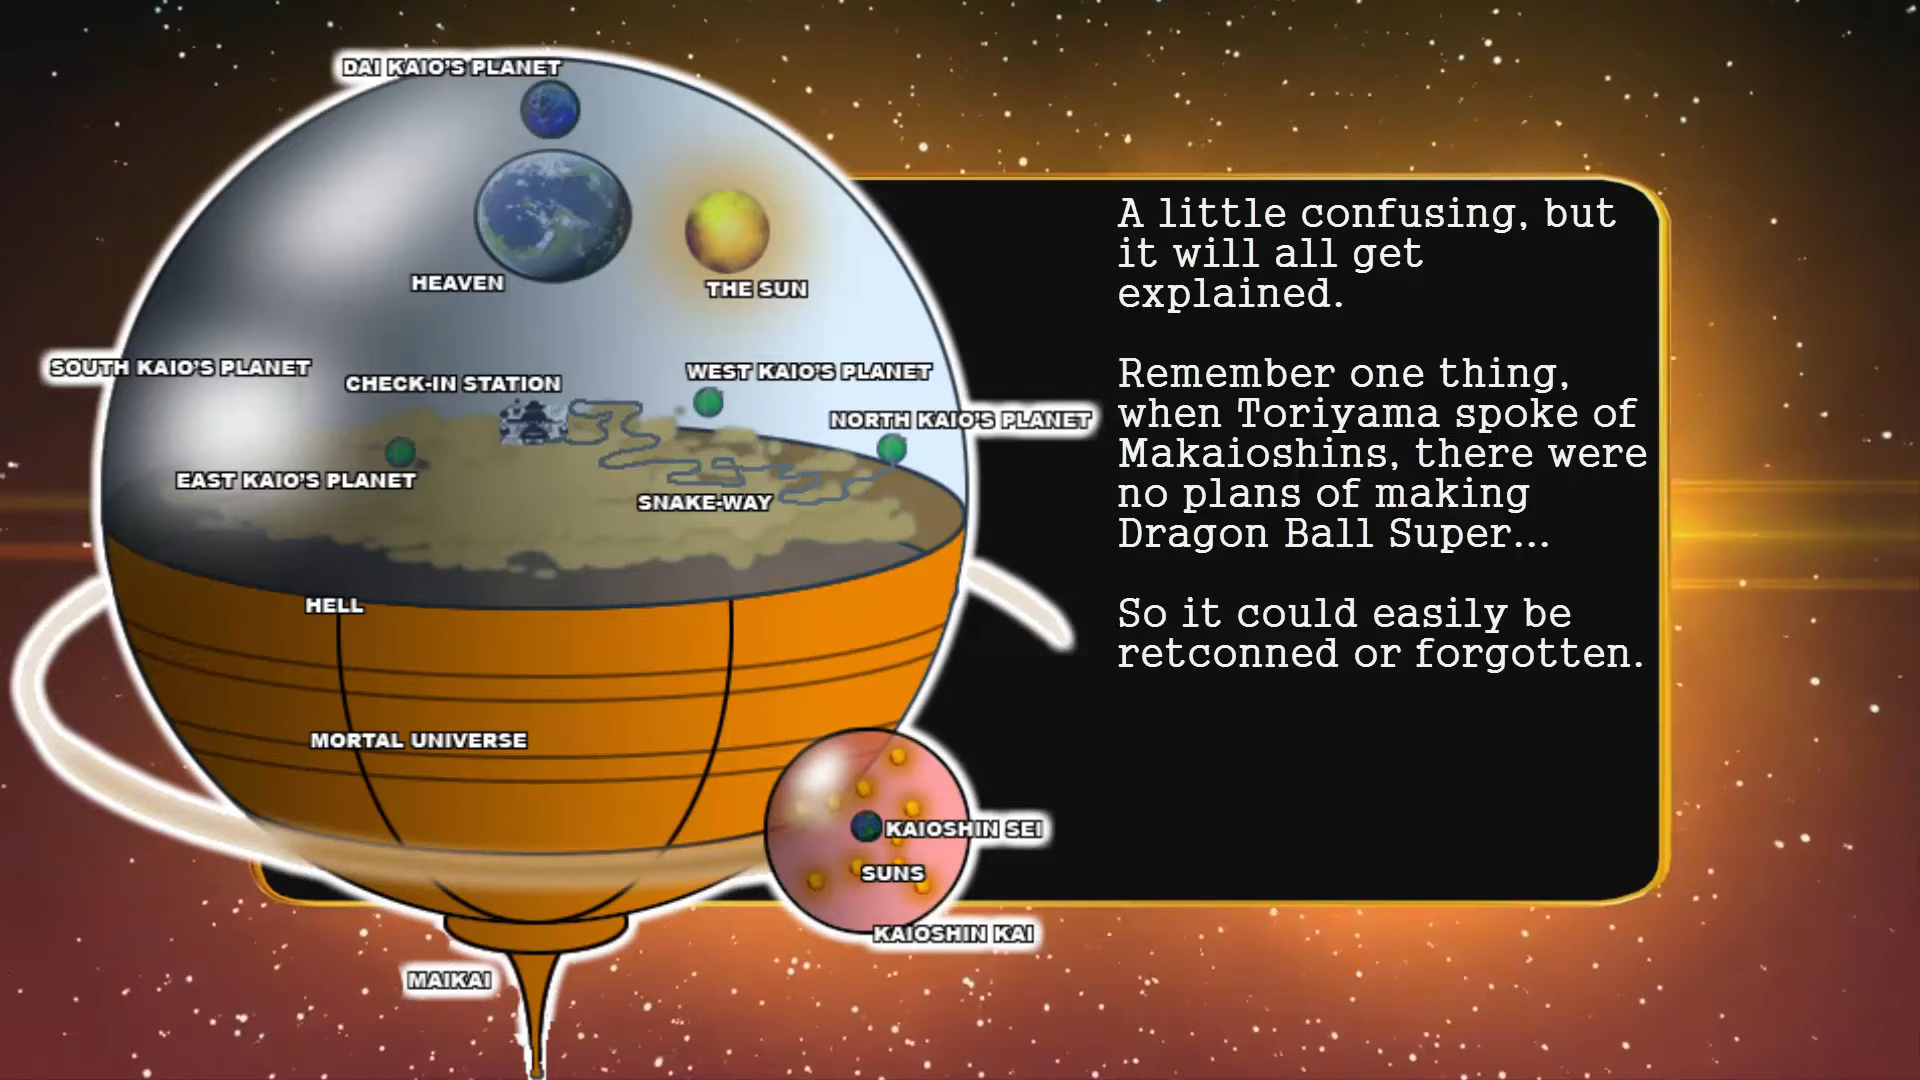 DAI KAIO'S PLANET
HEAVEN
THE SUN
SOUTH KAIO'S PLANET
CHECK-IN STATION
WEST KAIO'S PLANET
NORTH KAIO'S PLANET
EAST KAIO'S PLANET
SNAKE-WAY
HELL
MORTAL UNIVERSE
KAIOSHIN SEI
SUNS
KAIOSHIN KAI
MAIKAI
A little confusing, but
it will all get
explained.
Remember one thing,
when Toriyama spoke of
Makaioshins, there were
no plans of making
Dragon Ball Super...
So it could easily be
retconned or forgotten.